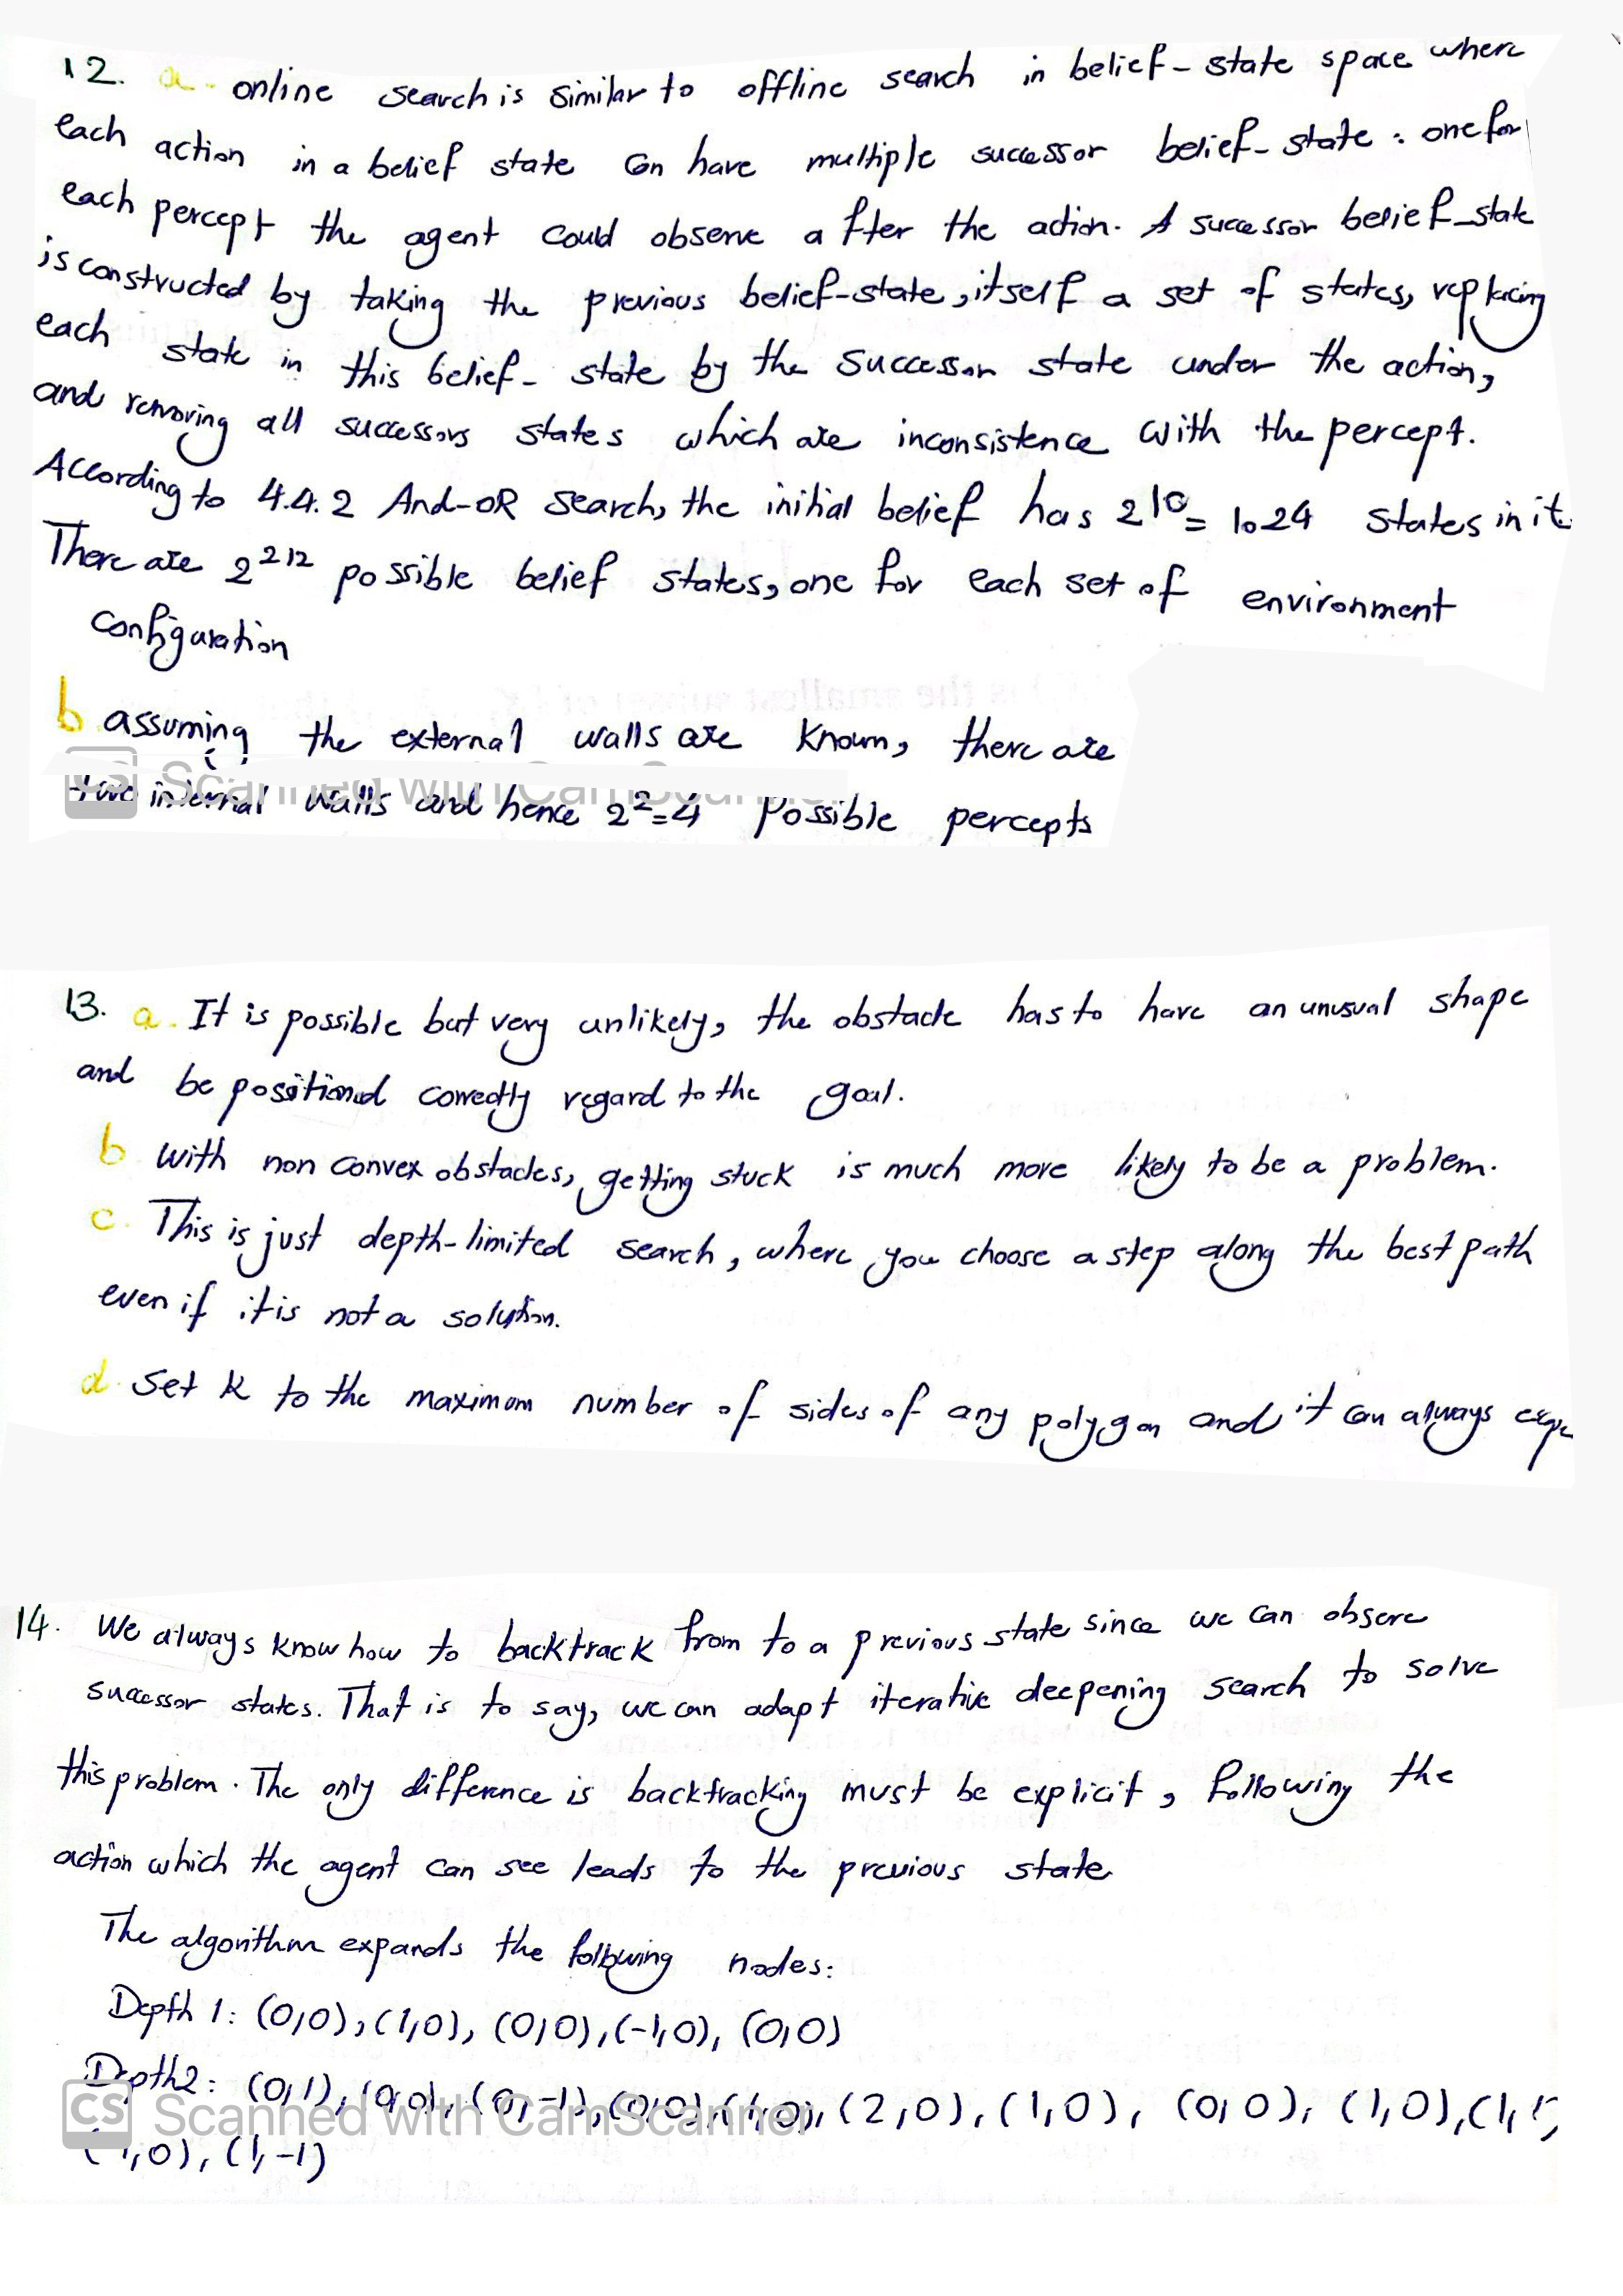 12. a. online search is similar to offline search in belief-state space where
each action in a belief state can have multiple successor belief-state : one for
each percept the agent could observe after the action. A successor belief-state
is constructed by taking the previous belief-state, itself a set of states, replacing
each state in this belief-state by the successor state under the action,
and removing all successors states which are inconsistence with the percept.
According to 4.4.2 And-OR search, the initial belief has 2^10 = 1024 states in it.
There are 2^2^12 possible belief states, one for each set of environment
configuration
b assuming the external walls are known, there are
two internal walls and hence 2^2=4 possible percepts
CS Scanned with CamScanner
13. a. It is possible but very unlikely, the obstacle has to have an unusual shape
and be positioned correctly regard to the goal.
b with non convex obstacles, getting stuck is much more likely to be a problem.
c. This is just depth-limited search, where you choose a step along the best path
even if it is not a solution.
d. Set k to the maximum number of sides of any polygon and it can always
14. We always know how to backtrack from to a previous state since we can obsere
successor states. That is to say, we can adapt iterative deepening search to solve
this problem. The only difference is backtracking must be explicit, following the
action which the agent can see leads to the previous state
The algorithm expands the following nodes:
Depth 1: (0,0), (1,0), (0,0), (-1,0), (0,0)
Depth2: (0,1), (0,0), (0,-1), (0,0), (1,0), (2,0), (1,0), (0,0), (1,0), (1,1),
(1,0), (1,-1)
CS Scanned with CamScanner